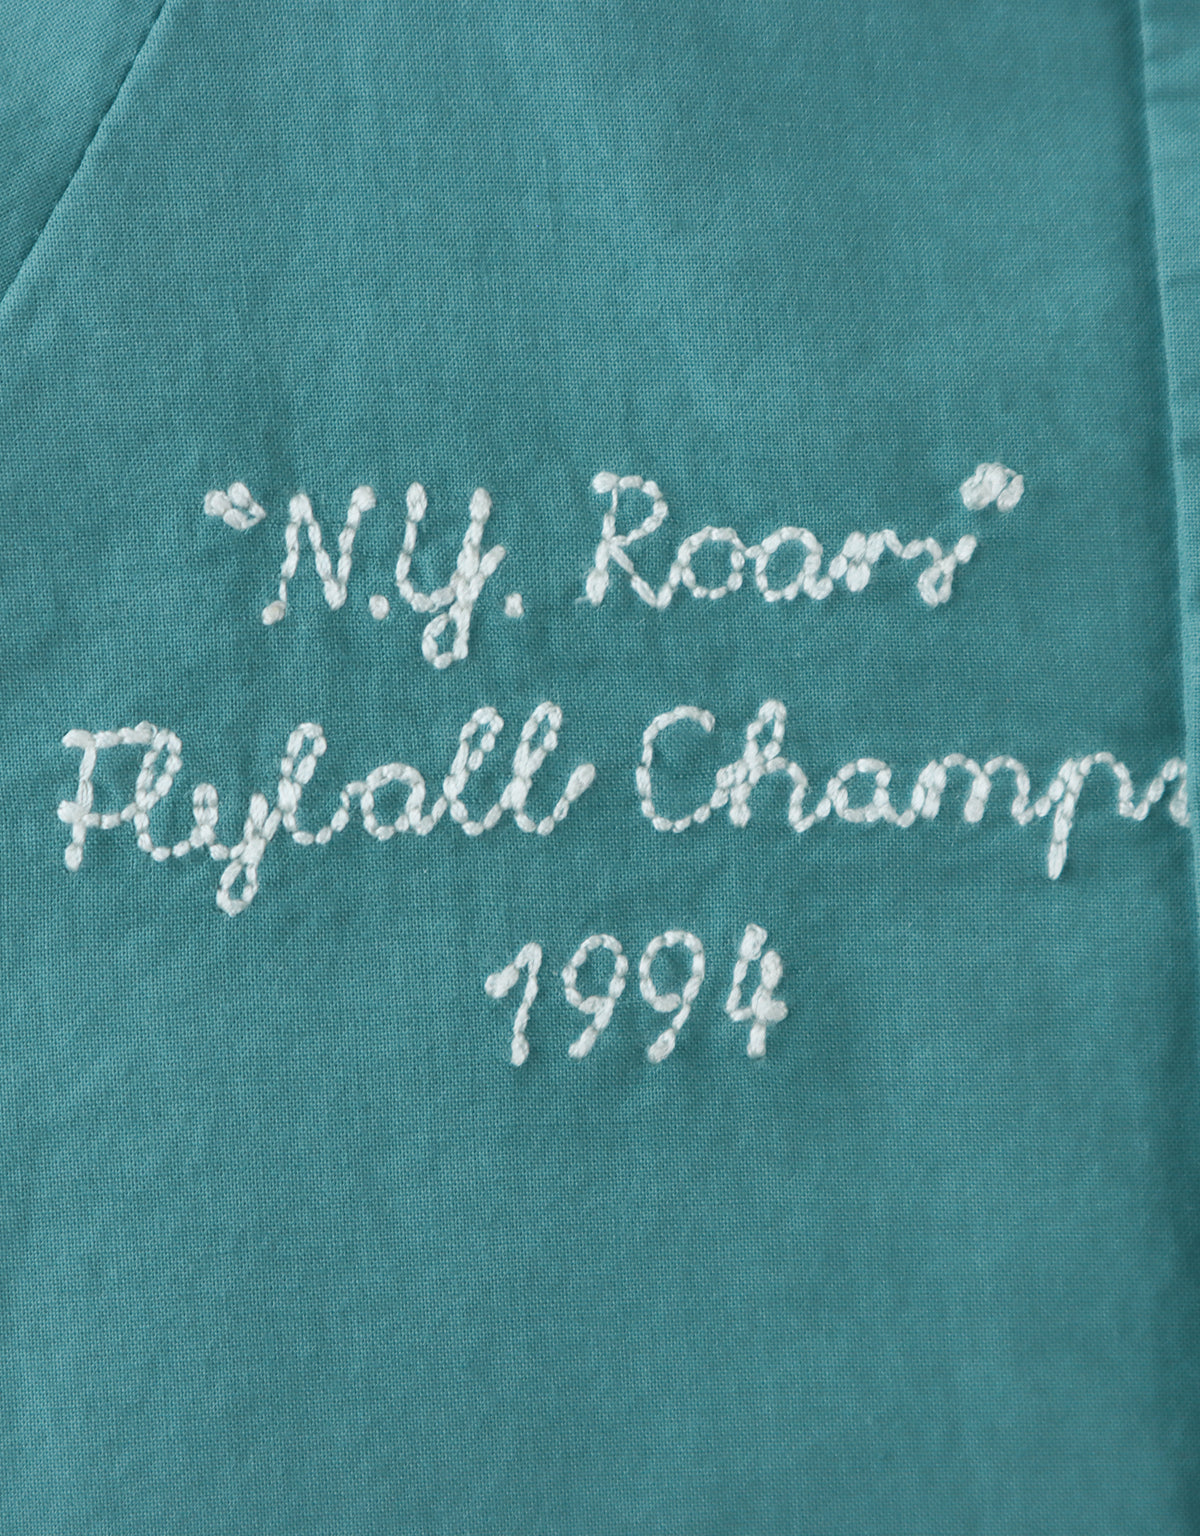 "N.Y. Roars"
Flyball Champ
1994